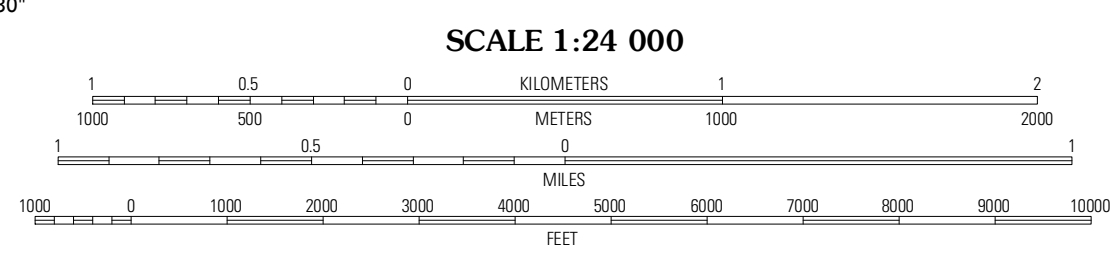 30"
SCALE 1:24 000
1 0.5 0 KILOMETERS 1 2
1000 500 0 METERS 1000 2000
1 0.5 0 1
MILES
1000 0 1000 2000 3000 4000 5000 6000 7000 8000 9000 10000
FEET